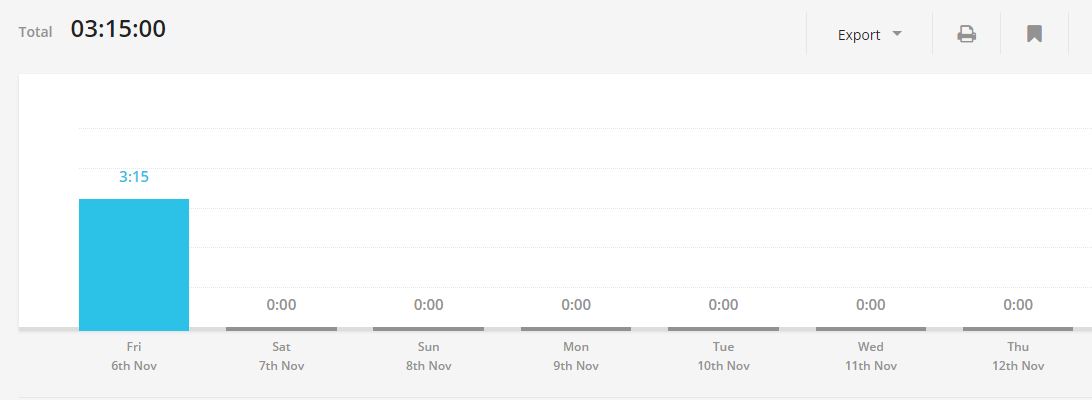 Total 03:15:00
Export
3:15
0:00 0:00 0:00 0:00 0:00 0:00
Fri Sat Sun Mon Tue Wed Thu
6th Nov 7th Nov 8th Nov 9th Nov 10th Nov 11th Nov 12th Nov